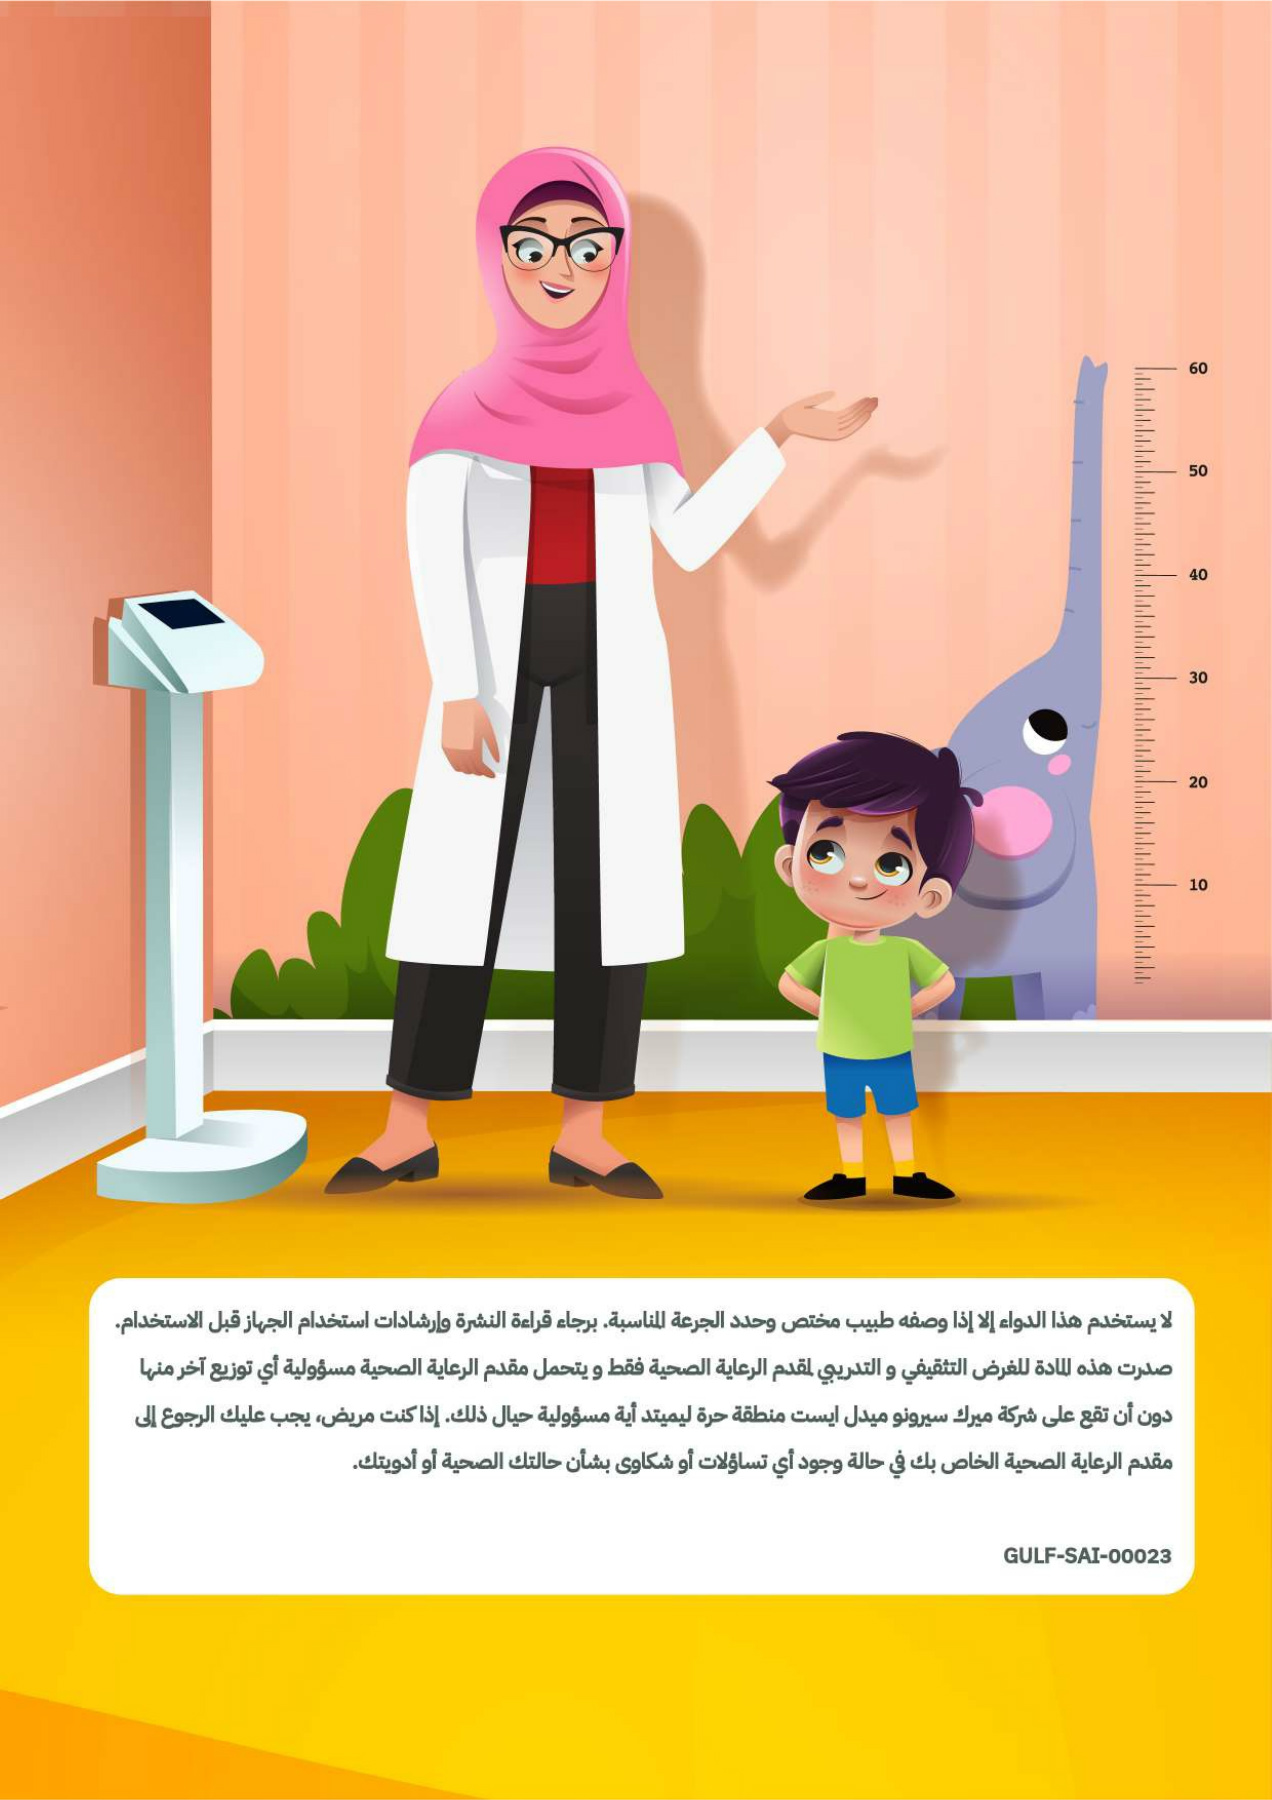 60
50
40
30
20
10
لا يستخدم هذا الدواء إلا إذا وصفه طبيب مختص وحدد الجرعة المناسبة. برجاء قراءة النشرة وإرشادات استخدام الجهاز قبل الاستخدام.
صدرت هذه المادة للغرض التثقيفي و التدريبي لمقدم الرعاية الصحية فقط و يتحمل مقدم الرعاية الصحية مسؤولية أي توزيع آخر منها
دون أن تقع على شركة ميرك سيرونو ميدل ايست منطقة حرة ليميتد أية مسؤولية حيال ذلك. إذا كنت مريض، يجب عليك الرجوع إلى
مقدم الرعاية الصحية الخاص بك في حالة وجود أي تساؤلات أو شكاوى بشأن حالتك الصحية أو أدويتك.
GULF-SAI-00023